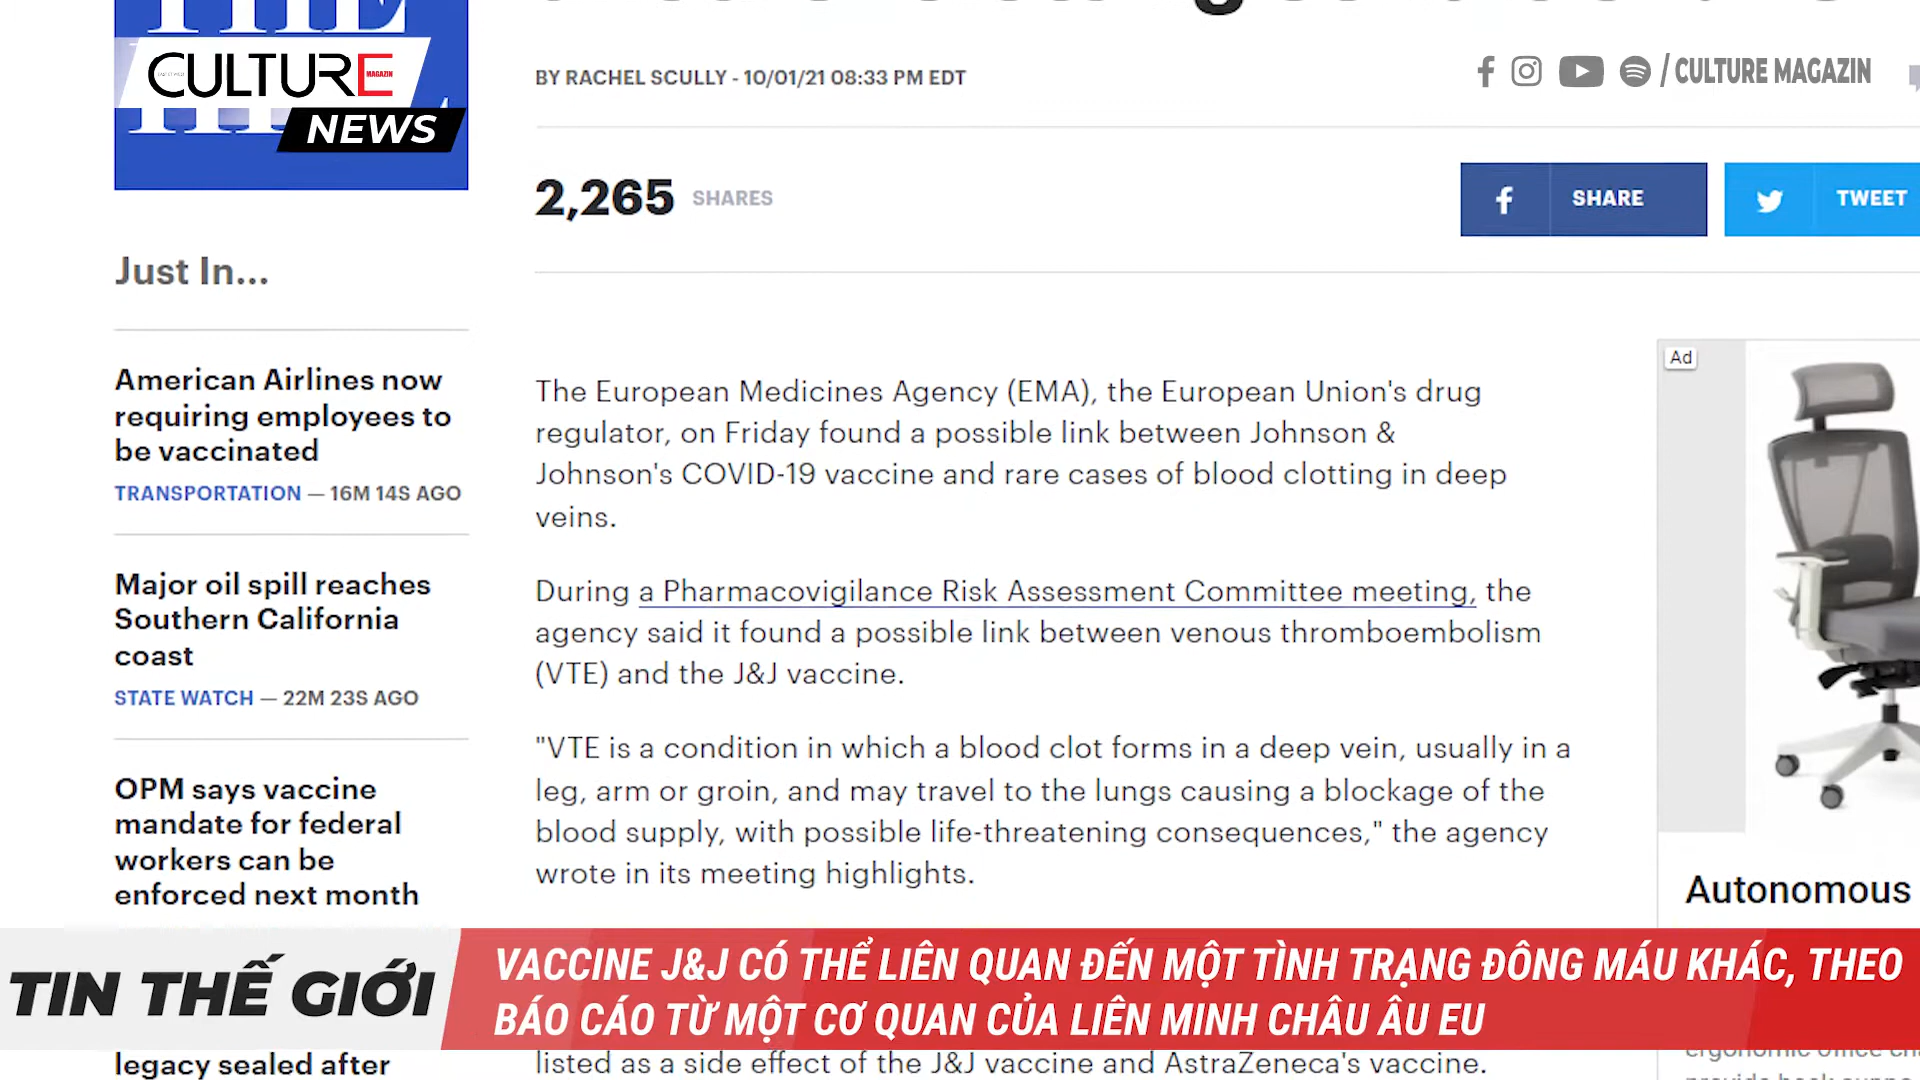 THE
CULTURE
MAGAZIN
NEWS
BY RACHEL SCULLY - 10/01/21 08:33 PM EDT
/ CULTURE MAGAZIN
2,265 SHARES
SHARE
TWEET
Just In...
American Airlines now
requiring employees to
be vaccinated
TRANSPORTATION — 16M 14S AGO
Major oil spill reaches
Southern California
coast
STATE WATCH — 22M 23S AGO
OPM says vaccine
mandate for federal
workers can be
enforced next month
The European Medicines Agency (EMA), the European Union's drug
regulator, on Friday found a possible link between Johnson &
Johnson's COVID-19 vaccine and rare cases of blood clotting in deep
veins.
During a Pharmacovigilance Risk Assessment Committee meeting, the
agency said it found a possible link between venous thromboembolism
(VTE) and the J&J vaccine.
"VTE is a condition in which a blood clot forms in a deep vein, usually in a
leg, arm or groin, and may travel to the lungs causing a blockage of the
blood supply, with possible life-threatening consequences," the agency
wrote in its meeting highlights.
Ad
Autonomous
TIN THẾ GIỚI
VACCINE J&J CÓ THỂ LIÊN QUAN ĐẾN MỘT TÌNH TRẠNG ĐÔNG MÁU KHÁC, THEO
BÁO CÁO TỪ MỘT CƠ QUAN CỦA LIÊN MINH CHÂU ÂU EU
legacy sealed after
listed as a side effect of the J&J vaccine and AstraZeneca's vaccine.